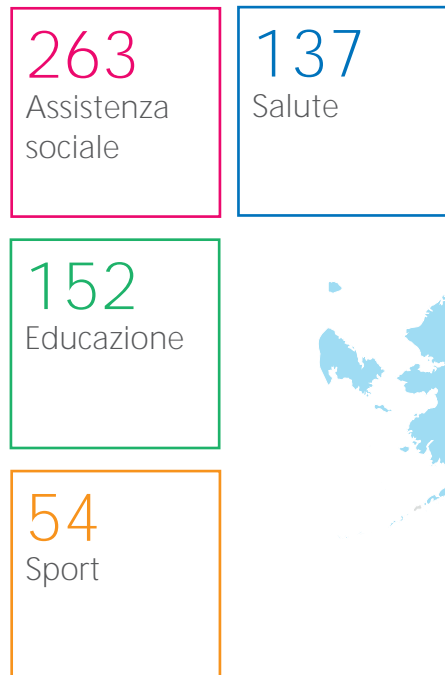 263
Assistenza
sociale
137
Salute
152
Educazione
54
Sport